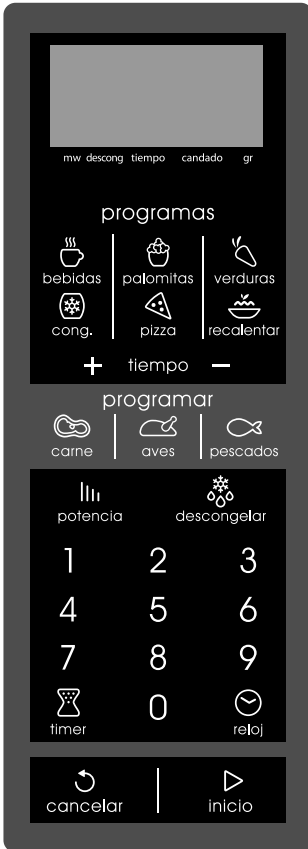 mw descong tiempo candado gr
programas
bebidas palomitas verduras
cong. pizza recalentar
+ tiempo −
programar
carne aves pescados
potencia descongelar
1 2 3
4 5 6
7 8 9
0
timer reloj
cancelar inicio